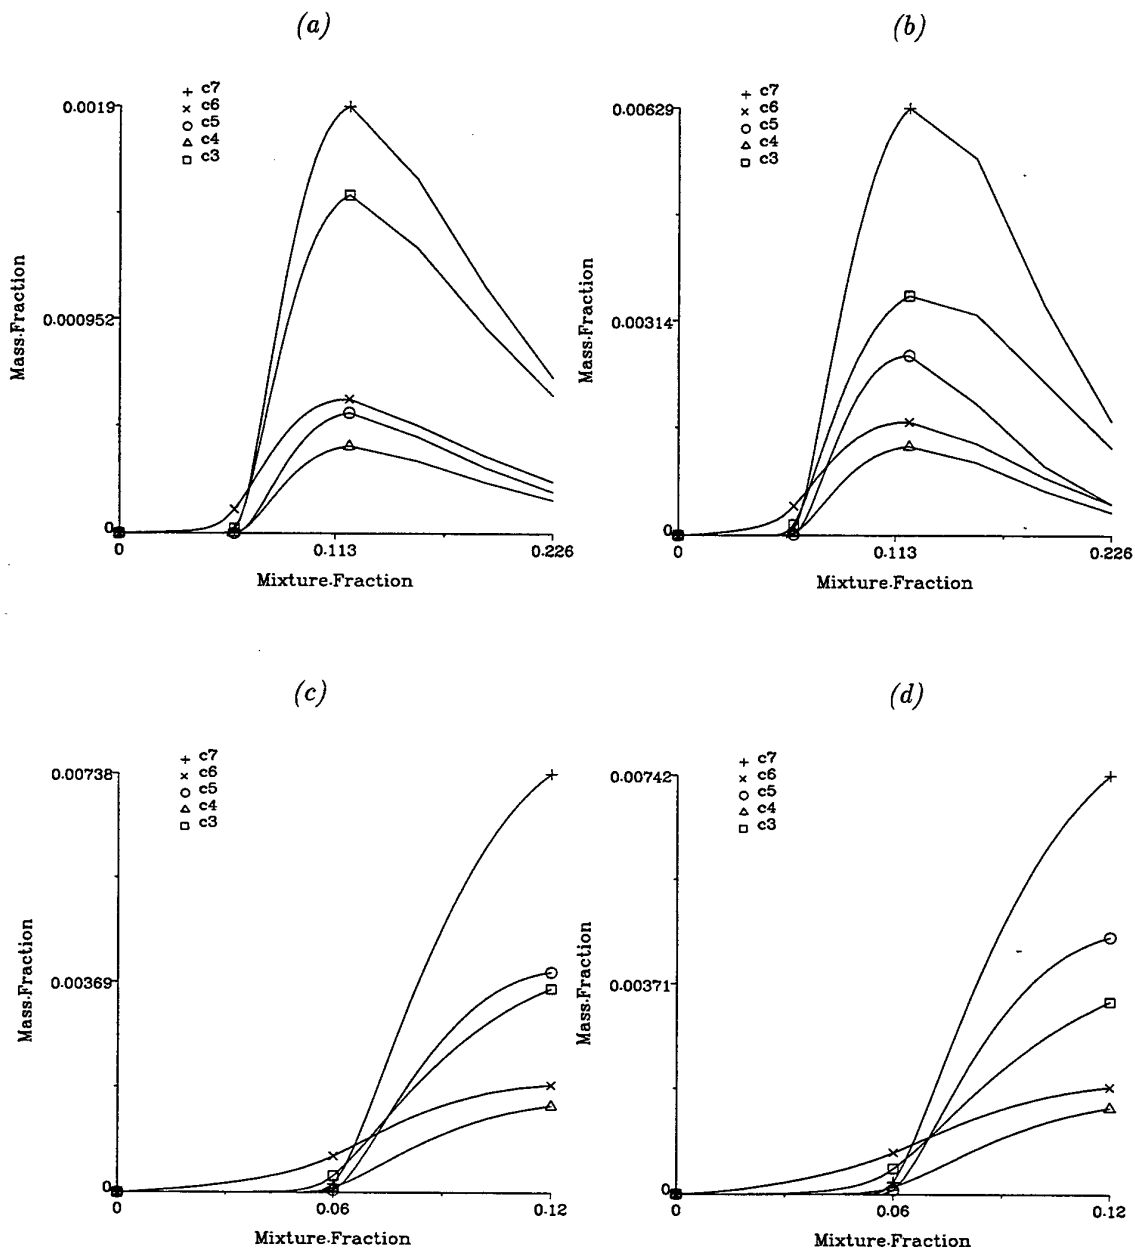 (a)
(b)
c7
c6
c5
c4
c3
0.0019
0.000952
0
0
0.113
0.226
Mass.Fraction
Mixture.Fraction
c7
c6
c5
c4
c3
0.00629
0.00314
0
0
0.113
0.226
Mass.Fraction
Mixture.Fraction
(c)
(d)
c7
c6
c5
c4
c3
0.00738
0.00369
0
0
0.06
0.12
Mass.Fraction
Mixture.Fraction
c7
c6
c5
c4
c3
0.00742
0.00371
0
0
0.06
0.12
Mass.Fraction
Mixture.Fraction